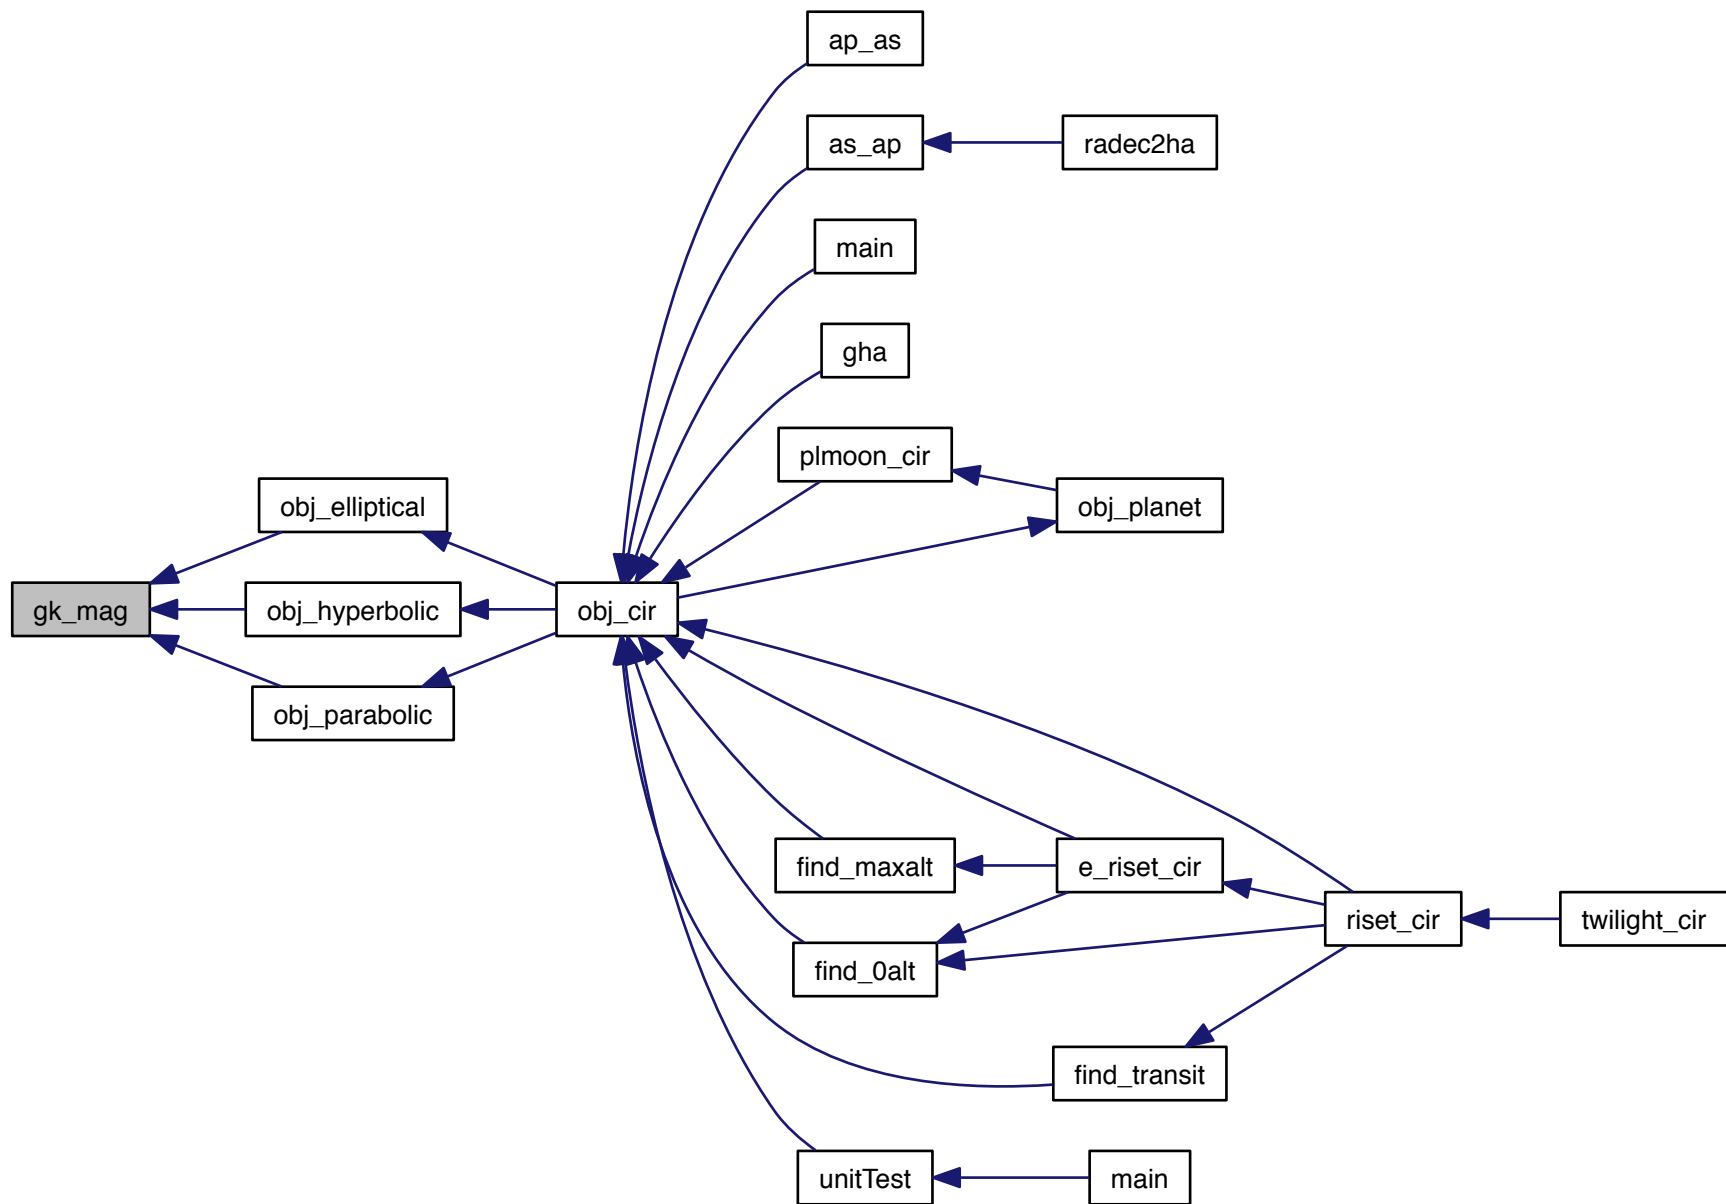 ap_as
as_ap
radec2ha
main
gha
plmoon_cir
obj_elliptical
obj_planet
gk_mag
obj_hyperbolic
obj_cir
obj_parabolic
find_maxalt
e_riset_cir
riset_cir
twilight_cir
find_0alt
find_transit
unitTest
main